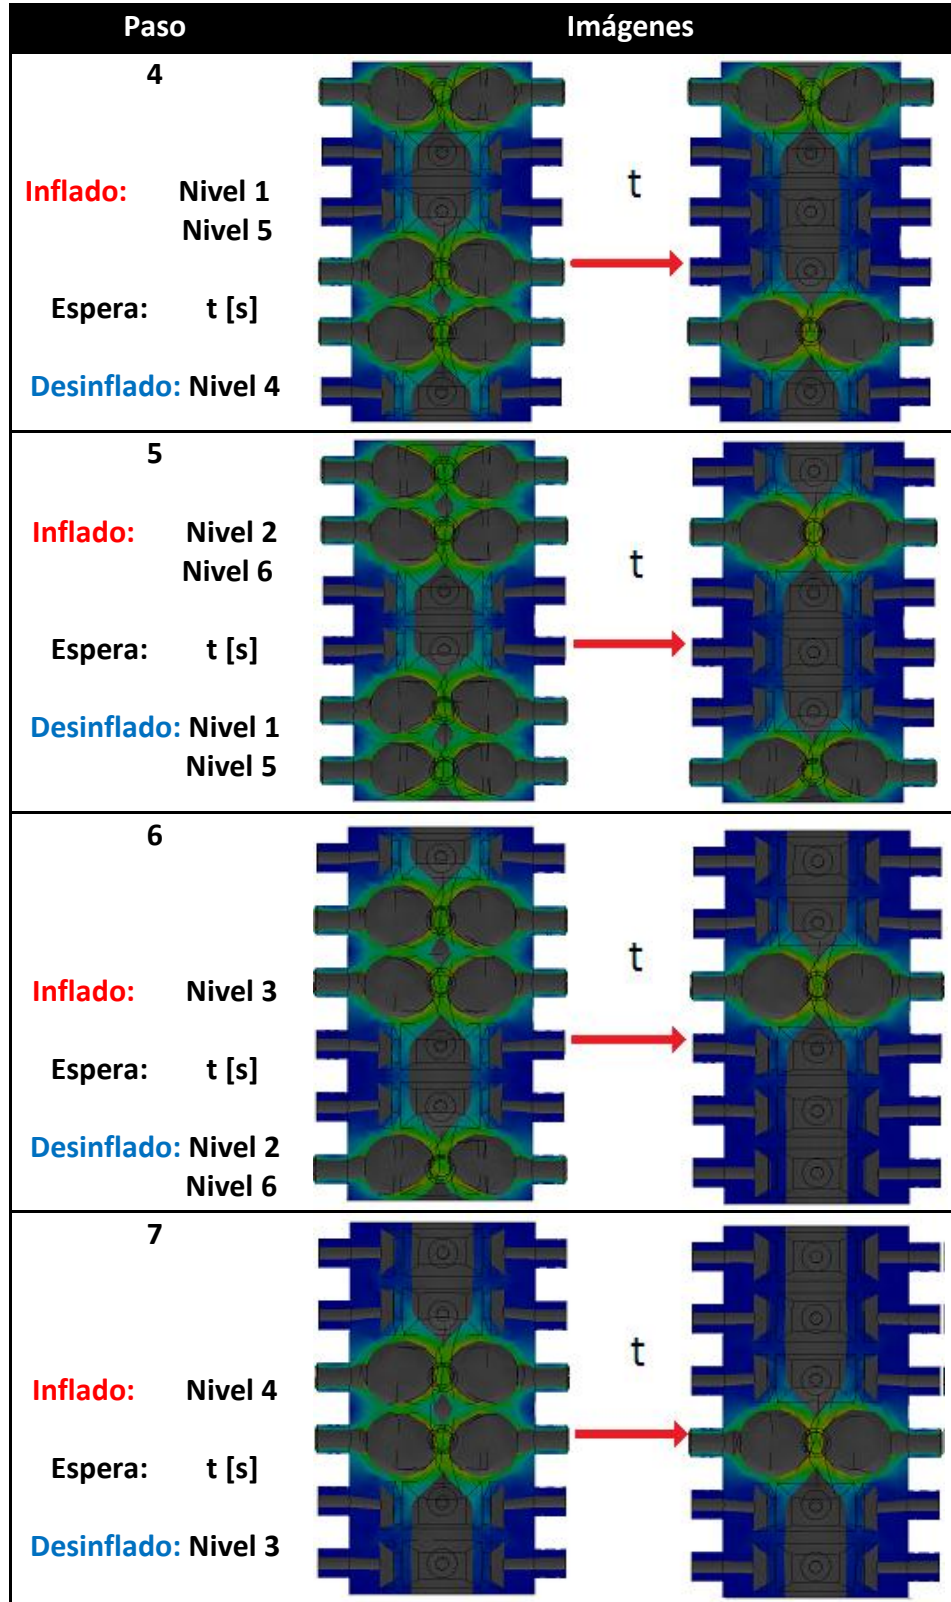 Paso Imágenes
4
Inflado: Nivel 1
Nivel 5
t
Espera: t [s]
Desinflado: Nivel 4
5
Inflado: Nivel 2
Nivel 6
t
Espera: t [s]
Desinflado: Nivel 1
Nivel 5
6
t
Inflado: Nivel 3
Espera: t [s]
Desinflado: Nivel 2
Nivel 6
7
t
Inflado: Nivel 4
Espera: t [s]
Desinflado: Nivel 3